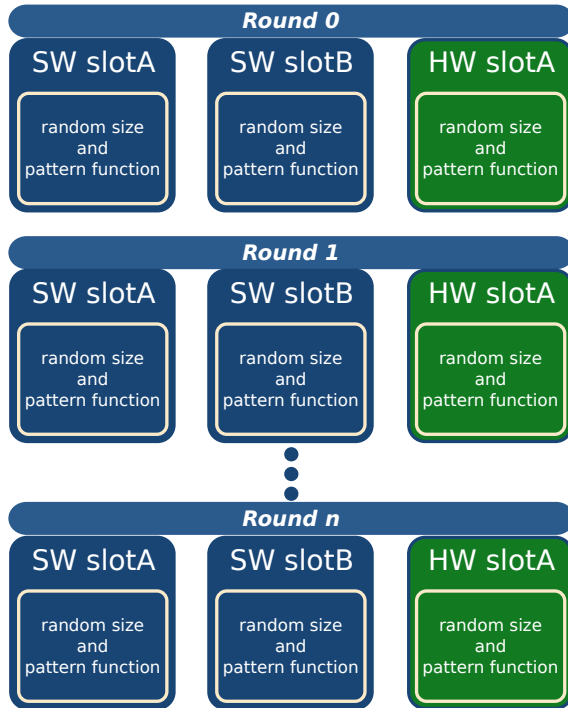 Round 0
SW slotA
random size
and
pattern function
SW slotB
random size
and
pattern function
HW slotA
random size
and
pattern function
Round 1
SW slotA
random size
and
pattern function
SW slotB
random size
and
pattern function
HW slotA
random size
and
pattern function
Round n
SW slotA
random size
and
pattern function
SW slotB
random size
and
pattern function
HW slotA
random size
and
pattern function